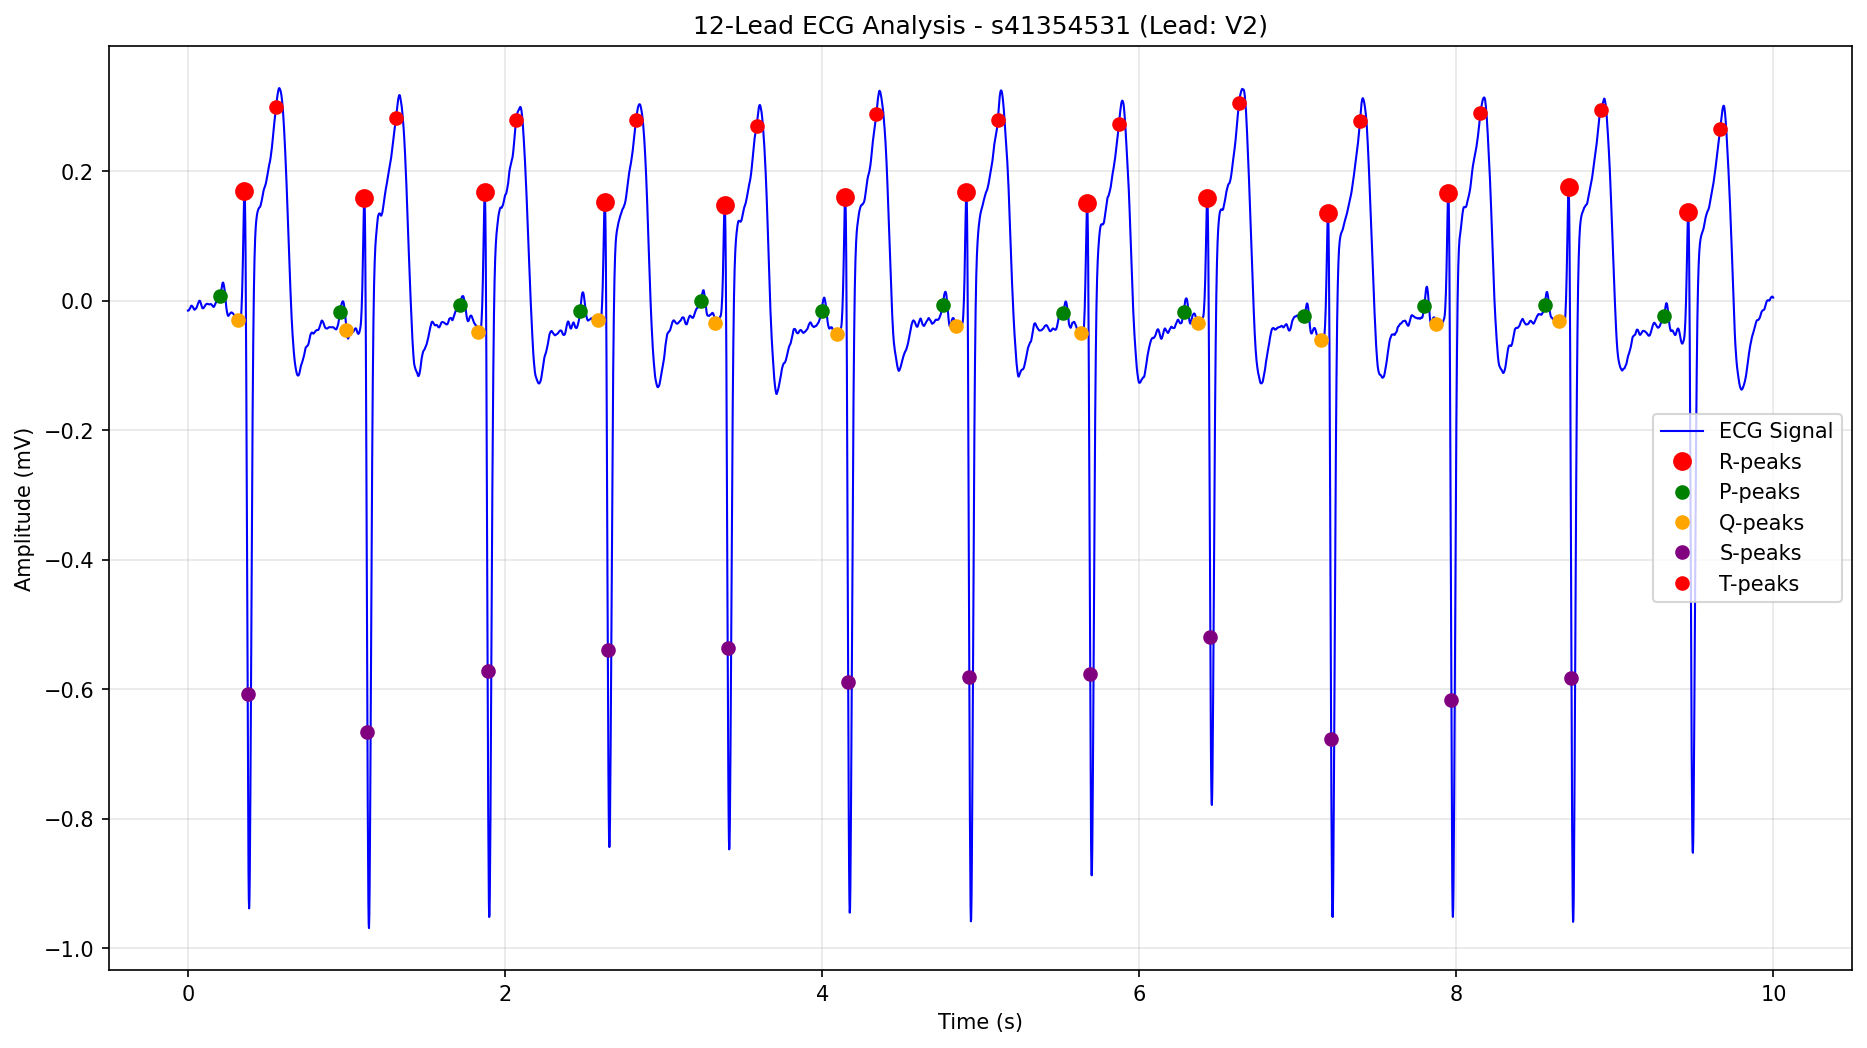 12-Lead ECG Analysis - s41354531 (Lead: V2)
Amplitude (mV)
0.2
0.0
−0.2
−0.4
−0.6
−0.8
−1.0
ECG Signal
R-peaks
P-peaks
Q-peaks
S-peaks
T-peaks
0 2 4 6 8 10
Time (s)